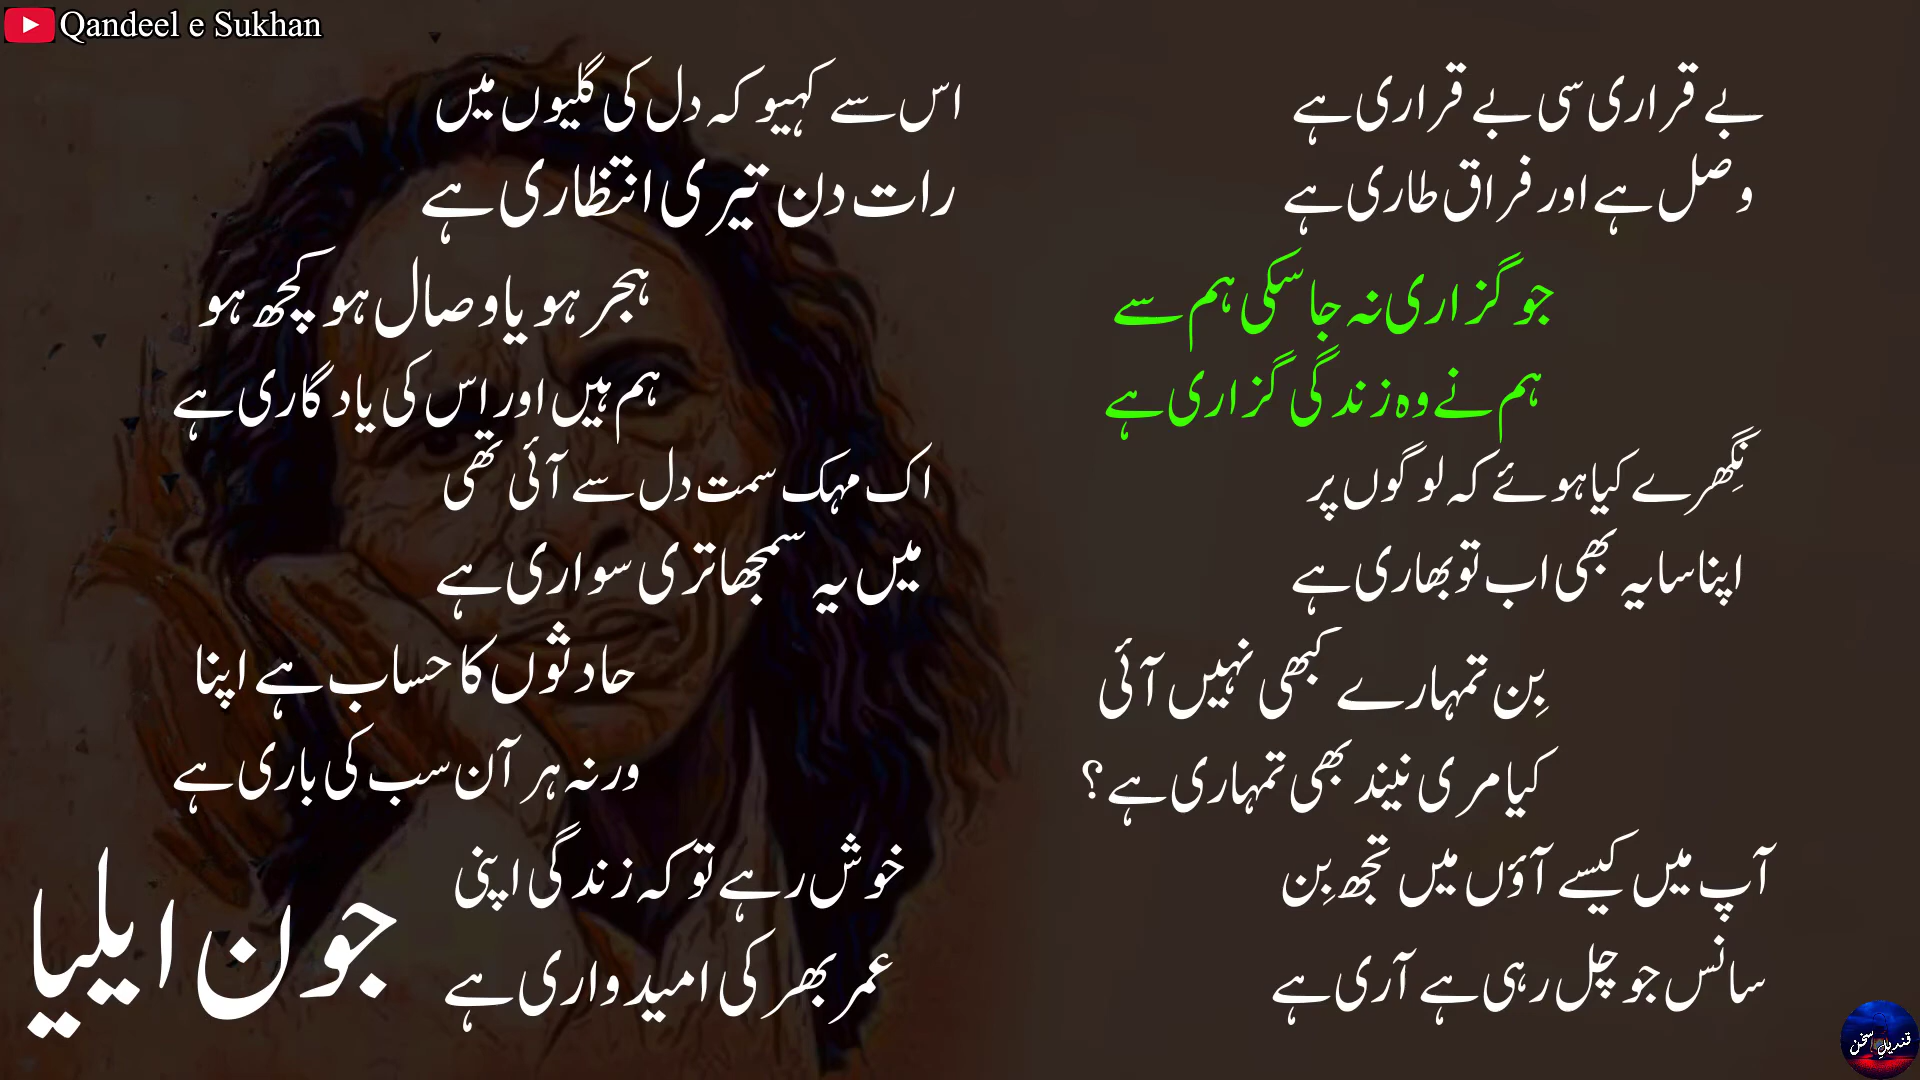 Qandeel e Sukhan
بے قراری سی بے قراری ہے
وصل ہے اور فراق طاری ہے
جو گزاری نہ جا سکی ہم سے
ہم نے وہ زندگی گزاری ہے
نِگھرے کیا ہوئے کہ لوگوں پر
اپنا سایہ بھی اب تو بھاری ہے
بِن تمہارے کبھی نہیں آئی
کیا مری نیند بھی تمہاری ہے؟
آپ میں کیسے آؤں میں تجھ بِن
سانس جو چل رہی ہے آری ہے
اس سے کہیو کہ دل کی گلیوں میں
رات دن تیری انتظاری ہے
ہجر ہو یا وصال ہو کچھ ہو
ہم ہیں اور اس کی یادگاری ہے
اک مہک سمت دل سے آئی تھی
میں یہ سمجھا تری سواری ہے
حادثوں کا حساب ہے اپنا
ورنہ ہر آن سب کی باری ہے
خوش رہے تو کہ زندگی اپنی
عمر بھر کی امیدواری ہے
جون ایلیا
قندیلِ سخن